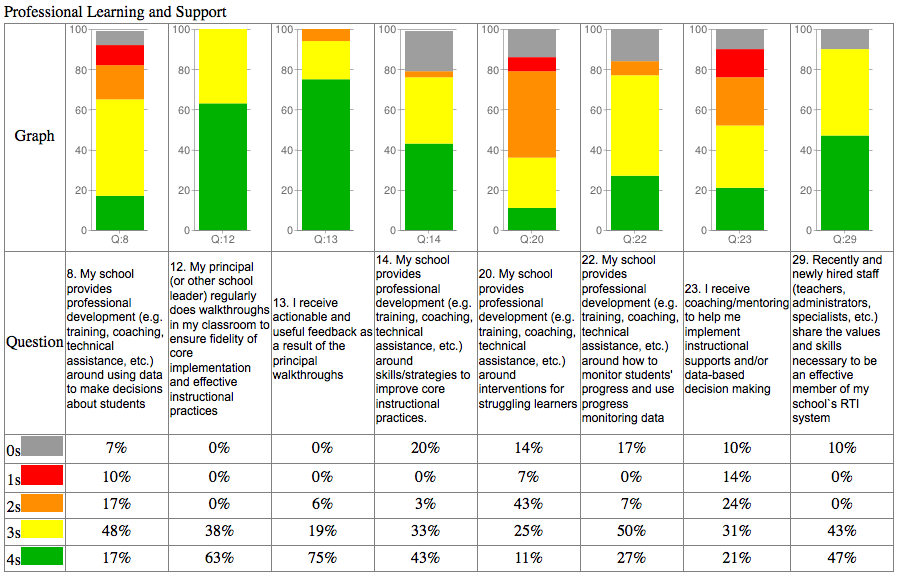 Professional Learning and Support
Graph
100 80 60 40 20 0 Q:8
100 80 60 40 20 0 Q:12
100 80 60 40 20 0 Q:13
100 80 60 40 20 0 Q:14
100 80 60 40 20 0 Q:20
100 80 60 40 20 0 Q:22
100 80 60 40 20 0 Q:23
100 80 60 40 20 0 Q:29
Question
8. My school
provides
professional
development (e.g.
training, coaching,
technical
assistance, etc.)
around using data
to make decisions
about students
12. My principal
(or other school
leader) regularly
does walkthroughs
in my classroom to
ensure fidelity of
core
implementation
and effective
instructional
practices
13. I receive
actionable and
useful feedback as
a result of the
principal
walkthroughs
14. My school
provides
professional
development (e.g.
training, coaching,
technical
assistance, etc.)
around
skills/strategies to
improve core
instructional
practices.
20. My school
provides
professional
development (e.g.
training, coaching,
technical
assistance, etc.)
around
interventions for
struggling learners
22. My school
provides
professional
development (e.g.
training, coaching,
technical
assistance, etc.)
around how to
monitor students'
progress and use
progress
monitoring data
23. I receive
coaching/mentoring
to help me
implement
instructional
supports and/or
data-based
decision making
29. Recently and
newly hired staff
(teachers,
administrators,
specialists, etc.)
share the values
and skills
necessary to be
an effective
member of my
school`s RTI
system
0s 7% 0% 0% 20% 14% 17% 10% 10%
1s 10% 0% 0% 0% 7% 0% 14% 0%
2s 17% 0% 6% 3% 43% 7% 24% 0%
3s 48% 38% 19% 33% 25% 50% 31% 43%
4s 17% 63% 75% 43% 11% 27% 21% 47%